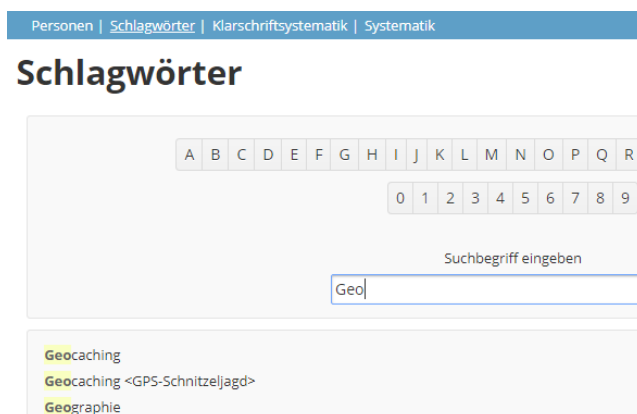 Personen | Schlagwörter | Klarschriftsystematik | Systematik
Schlagwörter
A B C D E F G H I J K L M N O P Q R
0 1 2 3 4 5 6 7 8 9
Suchbegriff eingeben
Geo
Geocaching
Geocaching <GPS-Schnitzeljagd>
Geographie